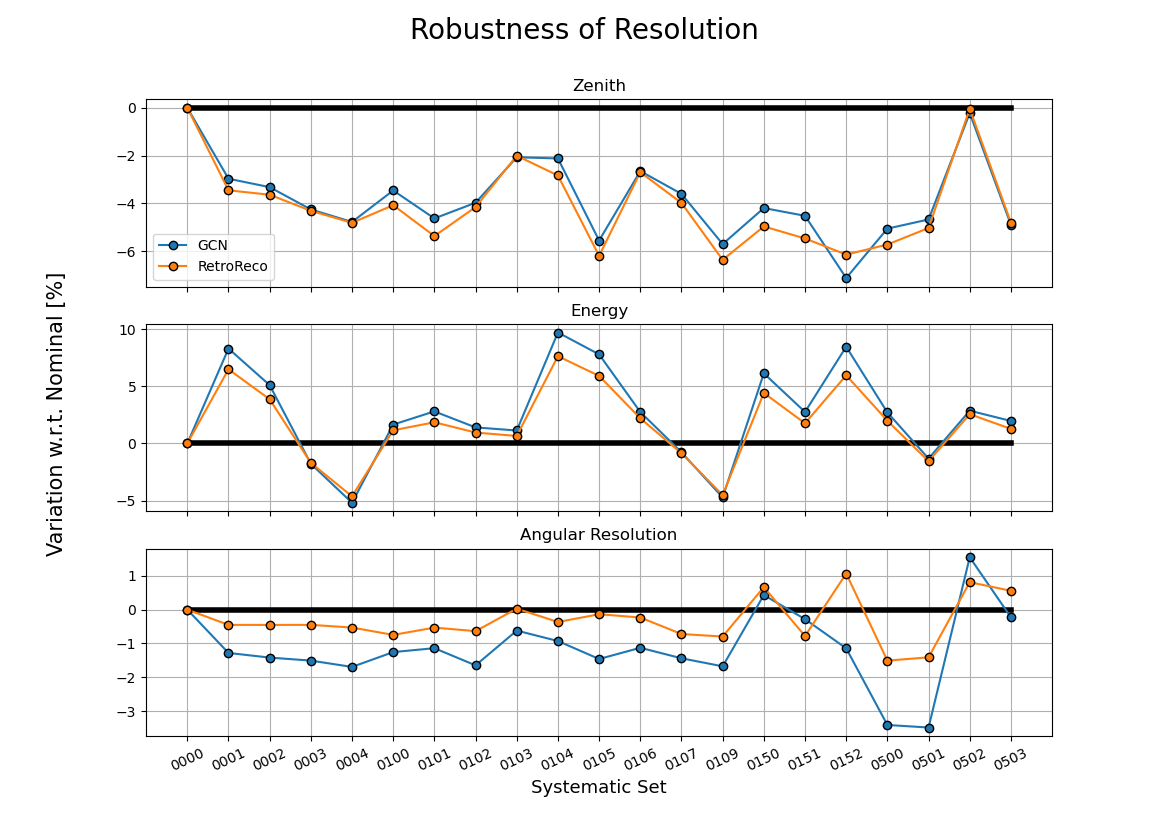 Robustness of Resolution
Zenith
0
−2
−4
−6
GCN
RetroReco
Variation w.r.t. Nominal [%]
Energy
10
5
0
−5
Angular Resolution
1
0
−1
−2
−3
0000 0001 0002 0003 0004 0100 0101 0102 0103 0104 0105 0106 0107 0109 0150 0151 0152 0500 0501 0502 0503
Systematic Set